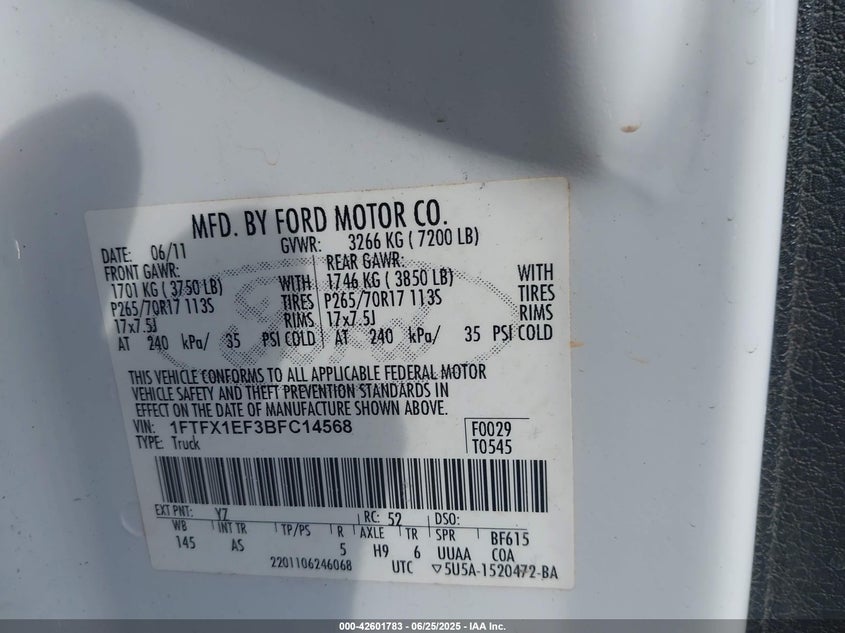 MFD. BY FORD MOTOR CO.
DATE: 06/11 GVWR: 3266 KG ( 7200 LB)
FRONT GAWR: REAR GAWR:
1701 KG ( 3750 LB) WITH 1746 KG ( 3850 LB) WITH
P265/70R17 113S TIRES P265/70R17 113S TIRES
17x7.5J RIMS 17x7.5J RIMS
AT 240 kPa/ 35 PSI COLD AT 240 kPa/ 35 PSI COLD
THIS VEHICLE CONFORMS TO ALL APPLICABLE FEDERAL MOTOR
VEHICLE SAFETY AND THEFT PREVENTION STANDARDS IN
EFFECT ON THE DATE OF MANUFACTURE SHOWN ABOVE.
VIN: 1FTFX1EF3BFC14568 F0029
TYPE: Truck T0545
EXT PNT: YZ RC: 52 DSO:
WB INT TR TP/PS R AXLE TR SPR BF615
145 AS 5 H9 6 UUAA COA
2201106246068 UTC ▽5U5A-1520472-BA
000-42601783 - 06/25/2025 - IAA Inc.